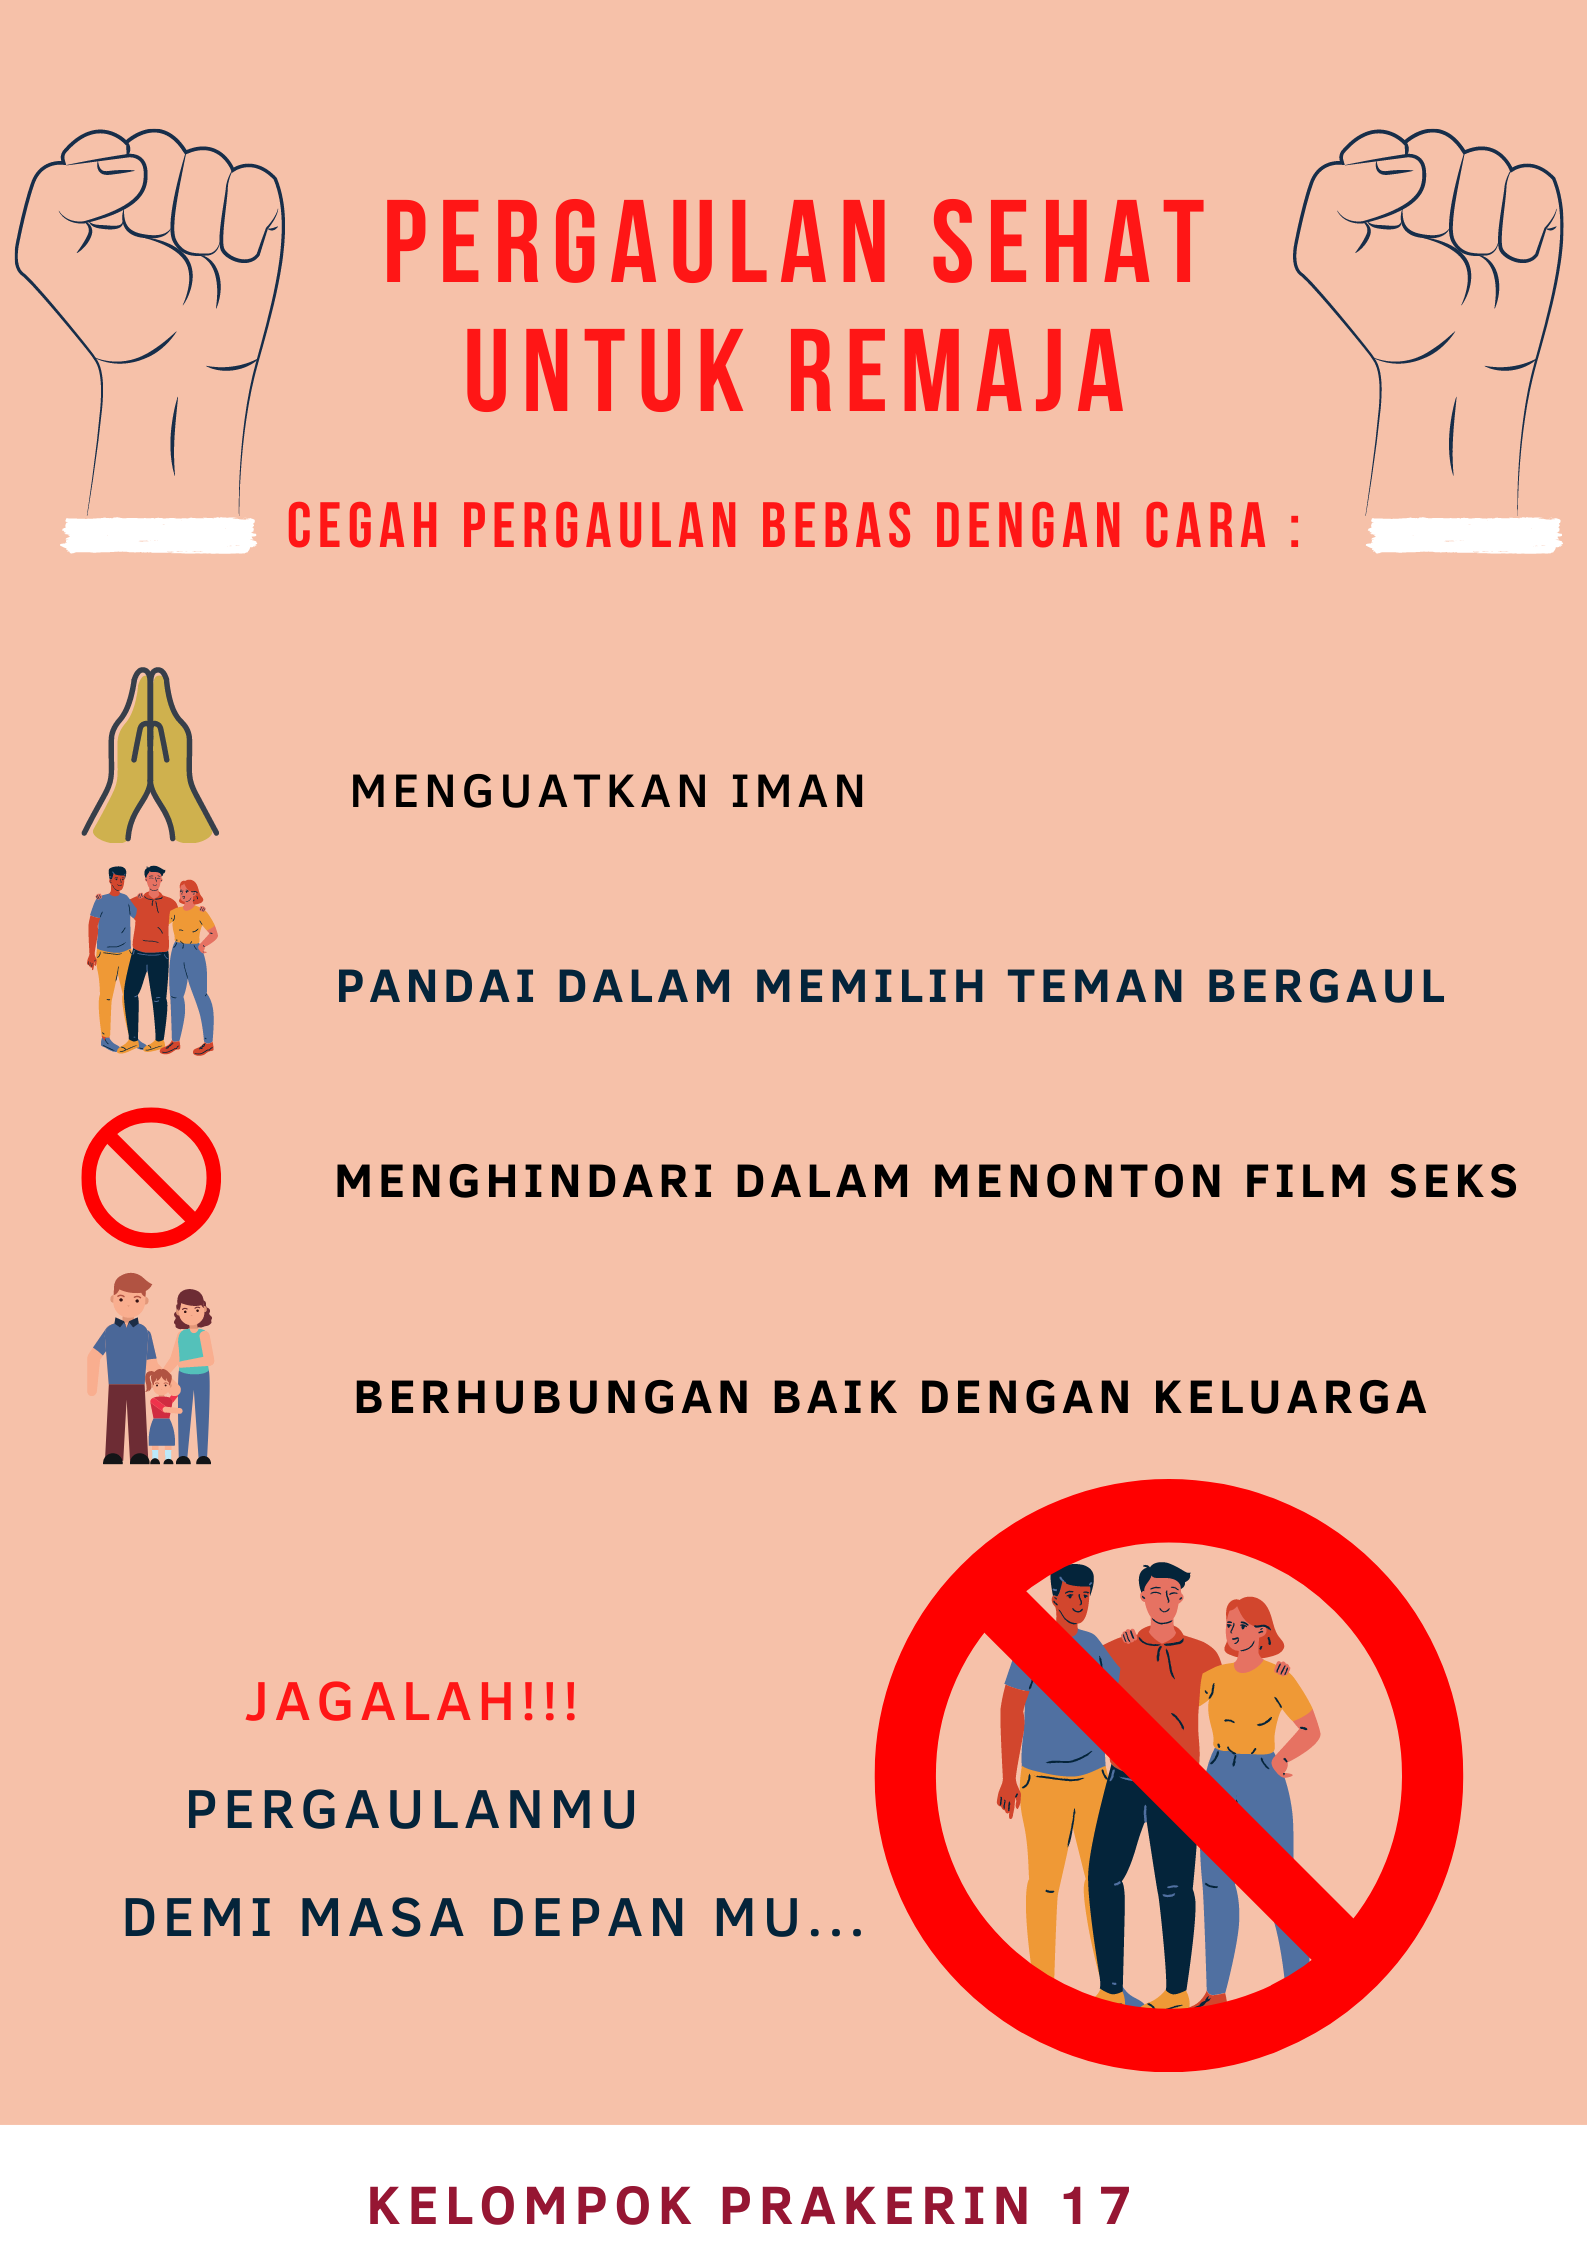 PERGAULAN SEHAT
UNTUK REMAJA
CEGAH PERGAULAN BEBAS DENGAN CARA :
MENGUATKAN IMAN
PANDAI DALAM MEMILIH TEMAN BERGAUL
MENGHINDARI DALAM MENONTON FILM SEKS
BERHUBUNGAN BAIK DENGAN KELUARGA
JAGALAH!!!
PERGAULANMU
DEMI MASA DEPAN MU...
KELOMPOK PRAKERIN 17